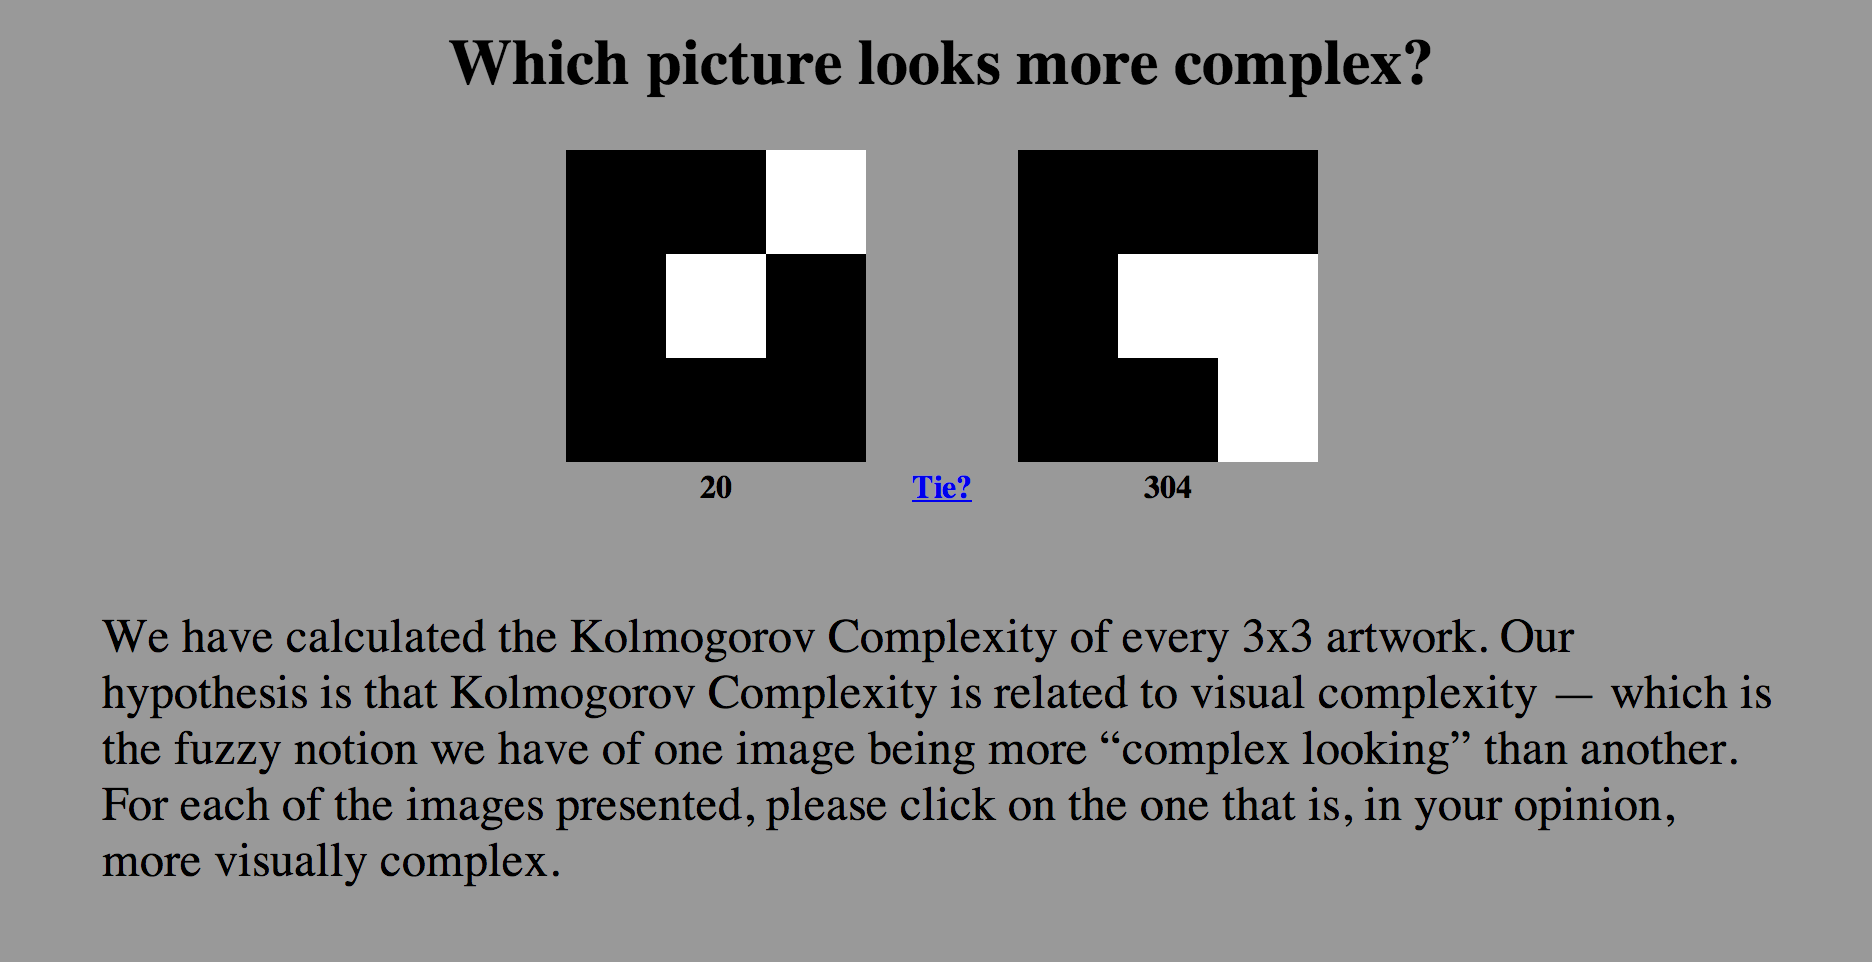 Which picture looks more complex?
20 Tie? 304
We have calculated the Kolmogorov Complexity of every 3x3 artwork. Our
hypothesis is that Kolmogorov Complexity is related to visual complexity — which is
the fuzzy notion we have of one image being more “complex looking” than another.
For each of the images presented, please click on the one that is, in your opinion,
more visually complex.